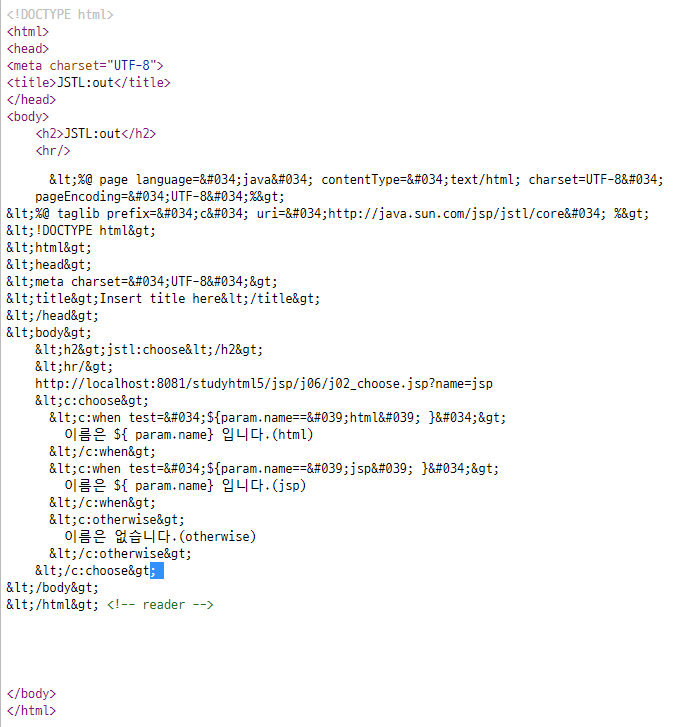 <!DOCTYPE html>
<html>
<head>
<meta charset="UTF-8">
<title>JSTL:out</title>
</head>
<body>
    <h2>JSTL:out</h2>
    <hr/>
      &lt;%@ page language=&#034;java&#034; contentType=&#034;text/html; charset=UTF-8&#034;
    pageEncoding=&#034;UTF-8&#034;%&gt;
&lt;%@ taglib prefix=&#034;c&#034; uri=&#034;http://java.sun.com/jsp/jstl/core&#034; %&gt;
&lt;!DOCTYPE html&gt;
&lt;html&gt;
&lt;head&gt;
&lt;meta charset=&#034;UTF-8&#034;&gt;
&lt;title&gt;Insert title here&lt;/title&gt;
&lt;/head&gt;
&lt;body&gt;
    &lt;h2&gt;jstl:choose&lt;/h2&gt;
    &lt;hr/&gt;
    http://localhost:8081/studyhtml5/jsp/j06/j02_choose.jsp?name=jsp
    &lt;c:choose&gt;
      &lt;c:when test=&#034;${param.name==&#039;html&#039; }&#034;&gt;
        이름은 ${ param.name} 입니다.(html)
      &lt;/c:when&gt;
      &lt;c:when test=&#034;${param.name==&#039;jsp&#039; }&#034;&gt;
        이름은 ${ param.name} 입니다.(jsp)
      &lt;/c:when&gt;
      &lt;c:otherwise&gt;
        이름은 없습니다.(otherwise)
      &lt;/c:otherwise&gt;
    &lt;/c:choose&gt;
&lt;/body&gt;
&lt;/html&gt; <!-- reader -->
</body>
</html>